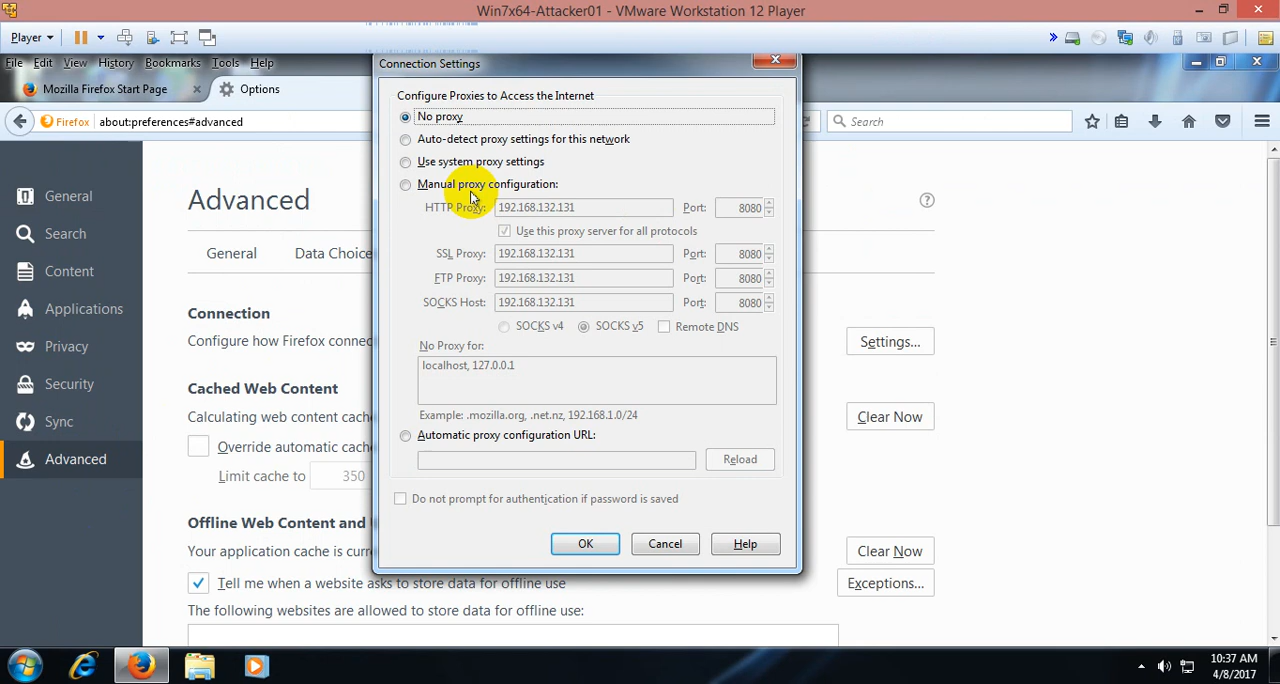 Win7x64-Attacker01 - VMware Workstation 12 Player
Player
File Edit View History Bookmarks Tools Help
Connection Settings
Mozilla Firefox Start Page
Options
Firefox about:preferences#advanced
Search
Configure Proxies to Access the Internet
No proxy
Auto-detect proxy settings for this network
Use system proxy settings
Manual proxy configuration:
HTTP Proxy: 192.168.132.131 Port: 8080
Use this proxy server for all protocols
SSL Proxy: 192.168.132.131 Port: 8080
FTP Proxy: 192.168.132.131 Port: 8080
SOCKS Host: 192.168.132.131 Port: 8080
SOCKS v4 SOCKS v5 Remote DNS
No Proxy for:
localhost, 127.0.0.1
Example: .mozilla.org, .net.nz, 192.168.1.0/24
Automatic proxy configuration URL:
Reload
Do not prompt for authentication if password is saved
OK Cancel Help
General
Search
Content
Applications
Privacy
Security
Sync
Advanced
Advanced
General Data Choice
Connection
Configure how Firefox connec
Settings...
Cached Web Content
Calculating web content cach
Clear Now
Override automatic cache
Limit cache to 350
Offline Web Content and
Your application cache is curre
Clear Now
Tell me when a website asks to store data for offline use
Exceptions...
The following websites are allowed to store data for offline use:
10:37 AM
4/8/2017